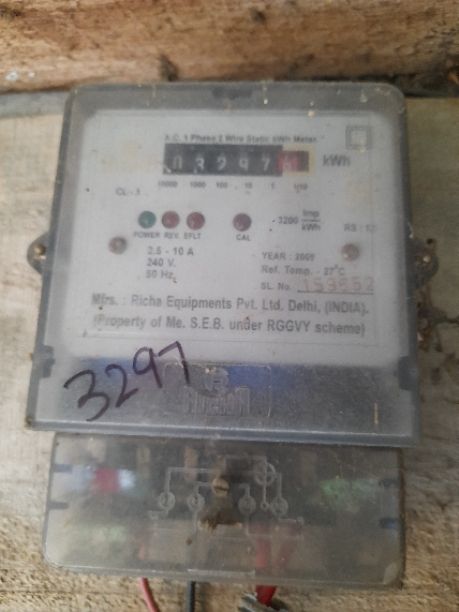 A.C. 1 Phase 2 Wire Static kWh Meter
03297 kWh
10000 1000 100 10 1 1/10
CL - 1
POWER REV. E/FLT CAL
3200 Imp/kWh
2.5 - 10 A
240 V.
50 Hz.
YEAR : 2009
Ref. Temp. - 27°C
SL. No.
Mfrs. : Richa Equipments Pvt. Ltd. Delhi, (INDIA).
(Property of Me. S.E.B. under RGGVY scheme)
3297